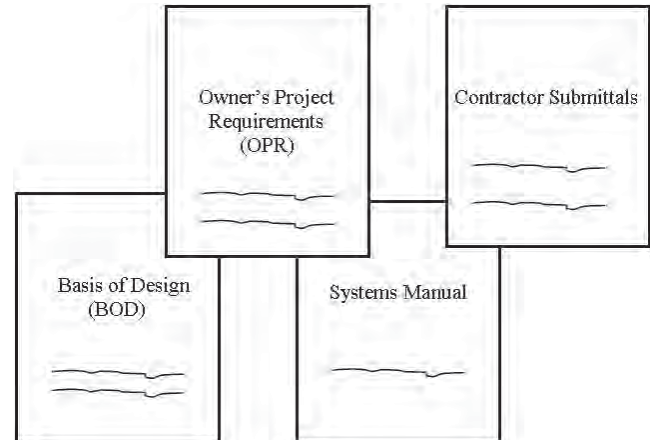 Owner's Project
Requirements
(OPR)
Contractor Submittals
Basis of Design
(BOD)
Systems Manual